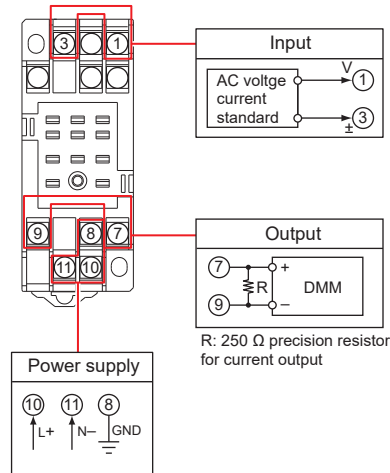 3 1
Input
AC voltge
current
standard
V
1
±
3
9 8 7
11 10
Output
7
+
R
DMM
9
–
R: 250 Ω precision resistor
for current output
Power supply
10 11 8
L+ N– GND